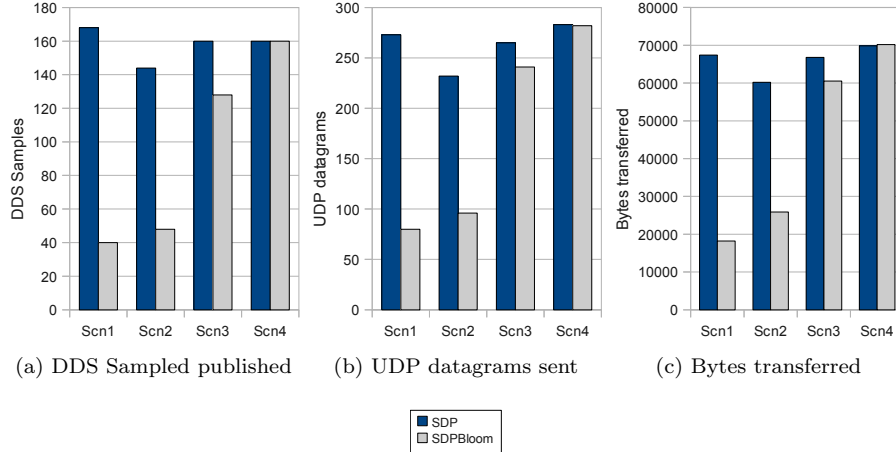 180
160
140
120
100
80
60
40
20
0
DDS Samples
Scn1 Scn2 Scn3 Scn4
(a) DDS Sampled published
300
250
200
150
100
50
0
UDP datagrams
Scn1 Scn2 Scn3 Scn4
(b) UDP datagrams sent
80000
70000
60000
50000
40000
30000
20000
10000
0
Bytes transferred
Scn1 Scn2 Scn3 Scn4
(c) Bytes transferred
SDP
SDPBloom